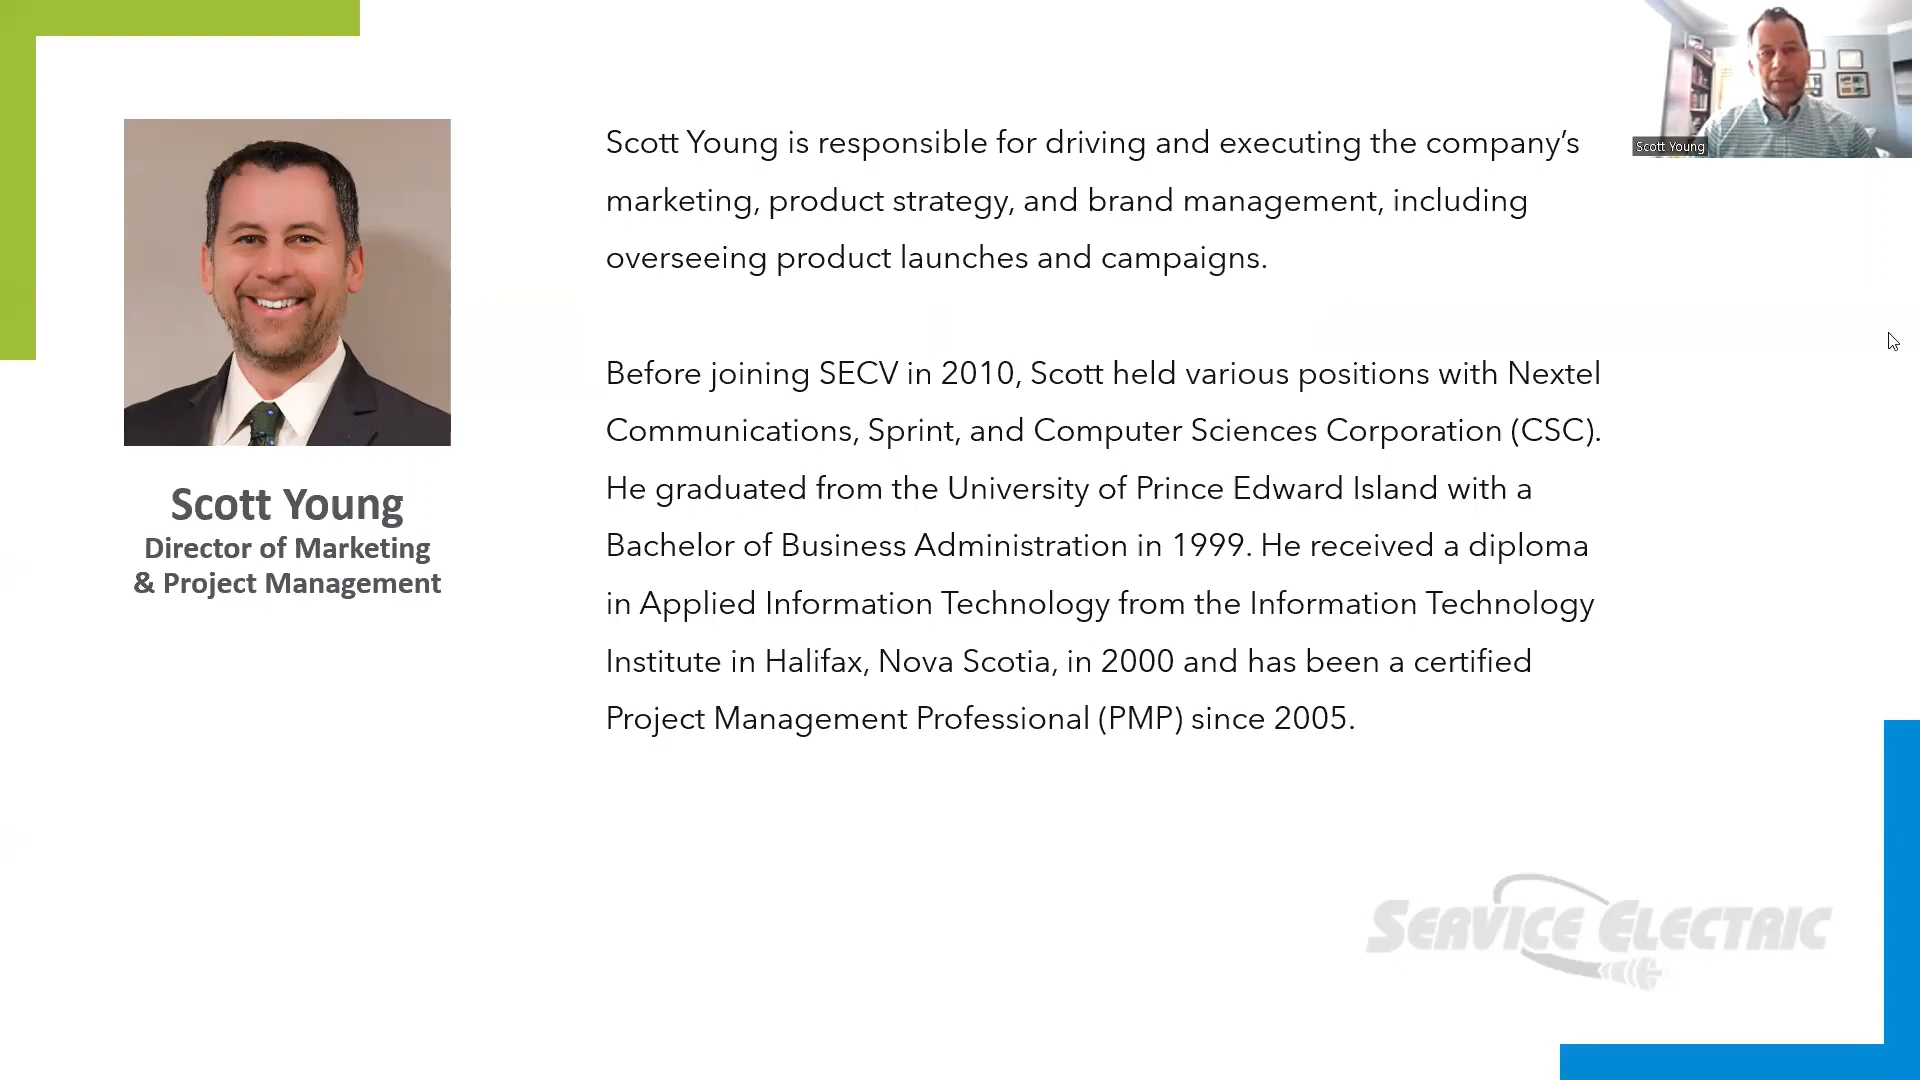 Scott Young
Scott Young
Director of Marketing
& Project Management
Scott Young is responsible for driving and executing the company’s
marketing, product strategy, and brand management, including
overseeing product launches and campaigns.
Before joining SECV in 2010, Scott held various positions with Nextel
Communications, Sprint, and Computer Sciences Corporation (CSC).
He graduated from the University of Prince Edward Island with a
Bachelor of Business Administration in 1999. He received a diploma
in Applied Information Technology from the Information Technology
Institute in Halifax, Nova Scotia, in 2000 and has been a certified
Project Management Professional (PMP) since 2005.
SERVICE ELECTRIC